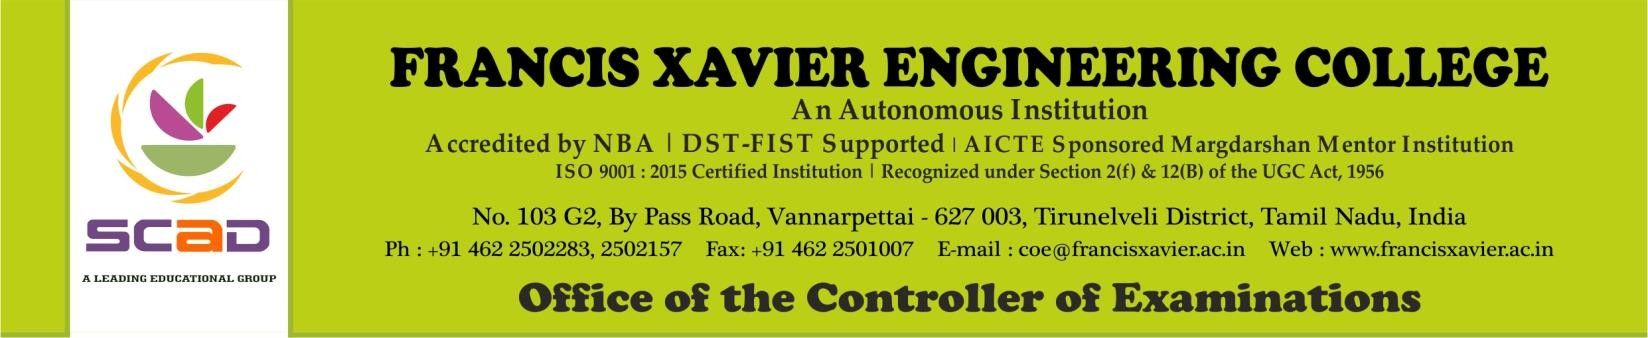 FRANCIS XAVIER ENGINEERING COLLEGE
An Autonomous Institution
Accredited by NBA | DST-FIST Supported | AICTE Sponsored Margdarshan Mentor Institution
ISO 9001 : 2015 Certified Institution | Recognized under Section 2(f) & 12(B) of the UGC Act, 1956
No. 103 G2, By Pass Road, Vannarpettai - 627 003, Tirunelveli District, Tamil Nadu, India
Ph : +91 462 2502283, 2502157 Fax: +91 462 2501007 E-mail : coe@francisxavier.ac.in Web : www.francisxavier.ac.in
Office of the Controller of Examinations
SCaD
A LEADING EDUCATIONAL GROUP